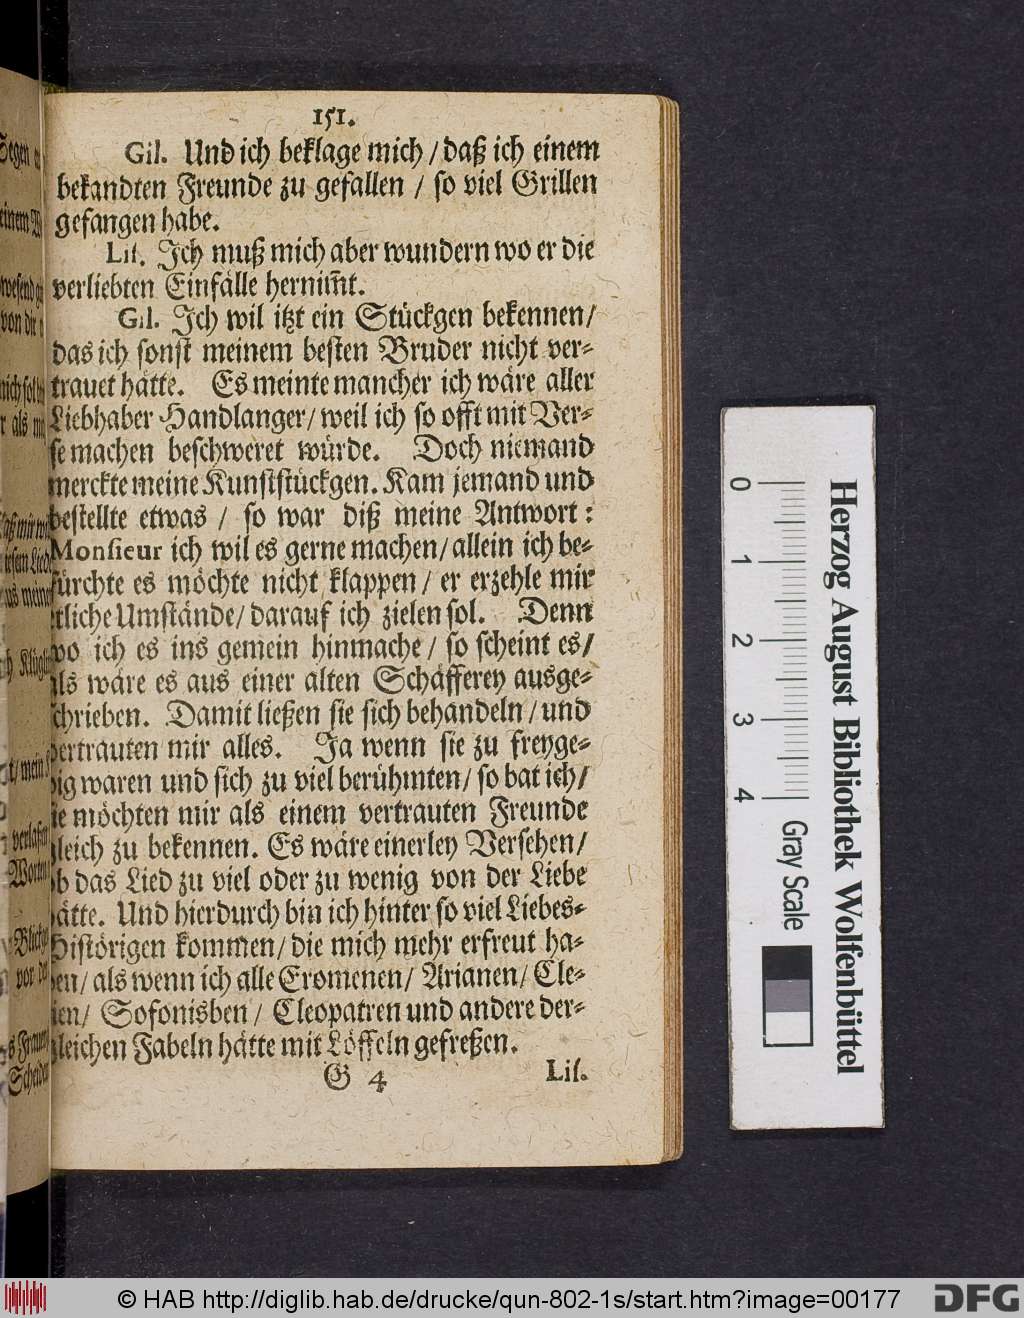 151.
Gil. Und ich beklage mich / daß ich einem
bekandten Freunde zu gefallen / so viel Grillen
gefangen habe.
Lis. Ich muß mich aber wundern wo er die
verliebten Einfälle hernim̃t.
Gil. Ich wil itzt ein Stückgen bekennen /
das ich sonst meinem besten Bruder nicht ver-
trauet hätte. Es meinte mancher ich wäre aller
Liebhaber Handlanger / weil ich so offt mit Ver-
se machen beschweret würde. Doch niemand
merckte meine Kunststückgen. Kam jemand und
bestellte etwas / so war diß meine Antwort:
Monsieur ich wil es gerne machen / allein ich be-
fürchte es möchte nicht klappen / er erzehle mir
etliche Umstände / darauf ich zielen sol. Denn
wo ich es ins gemein hinmache / so scheint es /
als wäre es aus einer alten Schäfferey ausge-
schrieben. Damit ließen sie sich behandeln / und
vertrauten mir alles. Ja wenn sie zu freyge-
big waren und sich zu viel berühmten / so bat ich /
sie möchten mir als einem vertrauten Freunde
gleich zu bekennen. Es wäre einerley Versehen /
ob das Lied zu viel oder zu wenig von der Liebe
hätte. Und hierdurch bin ich hinter so viel Liebes-
Histörigen kommen / die mich mehr erfreut ha-
ben / als wenn ich alle Eromenen / Arianen / Cle-
lien / Sofonisben / Cleopatren und andere der-
gleichen Fabeln hätte mit Löffeln gefreßen.
G 4 Lis.
0 1 2 3 4 Gray Scale
Herzog August Bibliothek Wolfenbüttel
© HAB http://diglib.hab.de/drucke/qun-802-1s/start.htm?image=00177
DFG